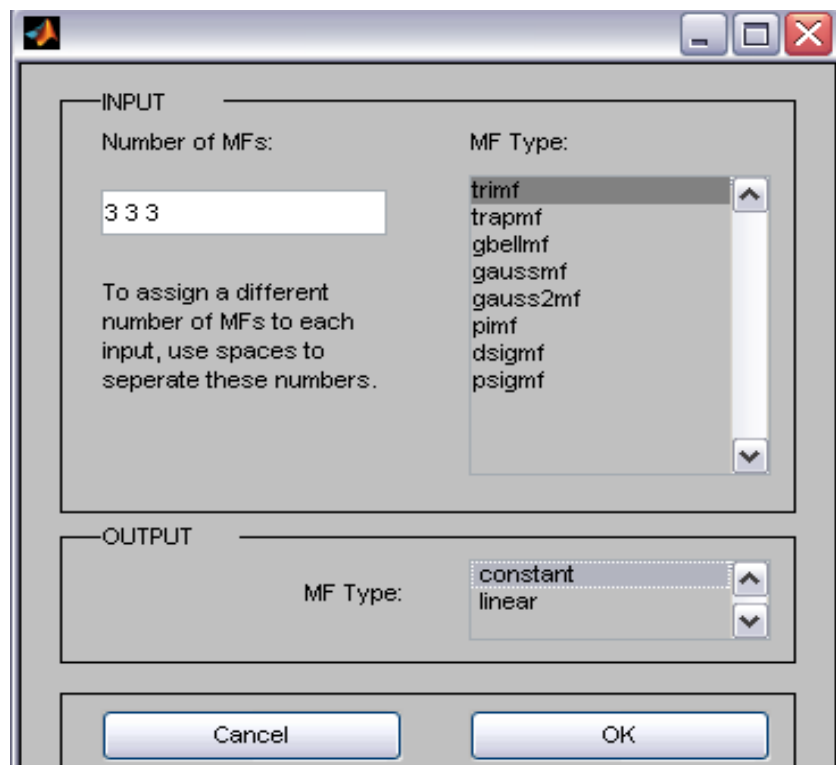 INPUT
Number of MFs:
3 3 3
To assign a different
number of MFs to each
input, use spaces to
seperate these numbers.
MF Type:
trimf
trapmf
gbellmf
gaussmf
gauss2mf
pimf
dsigmf
psigmf
OUTPUT
MF Type:
constant
linear
Cancel
OK